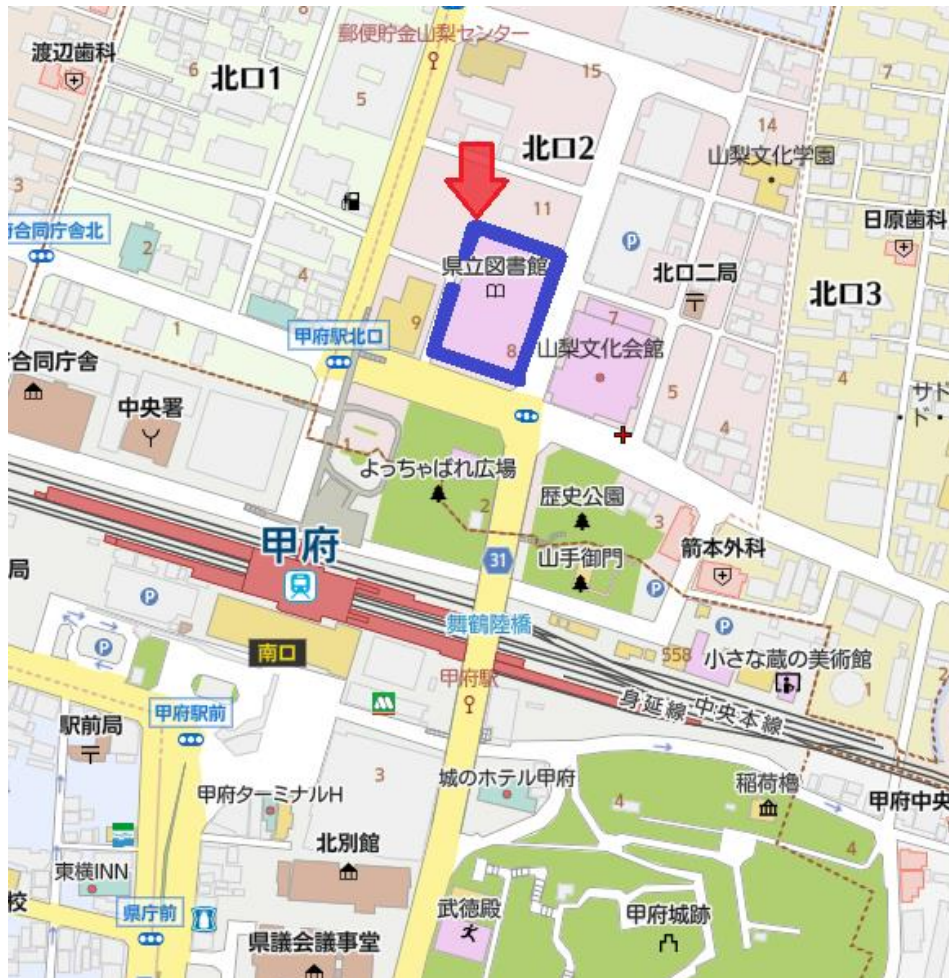 郵便貯金山梨センター
渡辺歯科
6
北口1
5
15
7
14
北口2
山梨文化学園
3
11
日原歯科
合同庁舎北
2
県立図書館
P
北口二局
4
北口3
7
甲府駅北口
9
1
8
山梨文化会館
合同庁舎
5
4
サド
ド・
中央署
4
1
よっちゃばれ広場
2
歴史公園
3
甲府
31
山手御門
箭本外科
局
P
P
舞鶴陸橋
P
南口
558
小さな蔵の美術館
P
甲府駅
1
2
身延線
中央本線
甲府駅前
駅前局
3
城のホテル甲府
稲荷櫓
甲府ターミナルH
4
甲府中央
北別館
4
東横INN
校
県庁前
武徳殿
甲府城跡
県議会議事堂